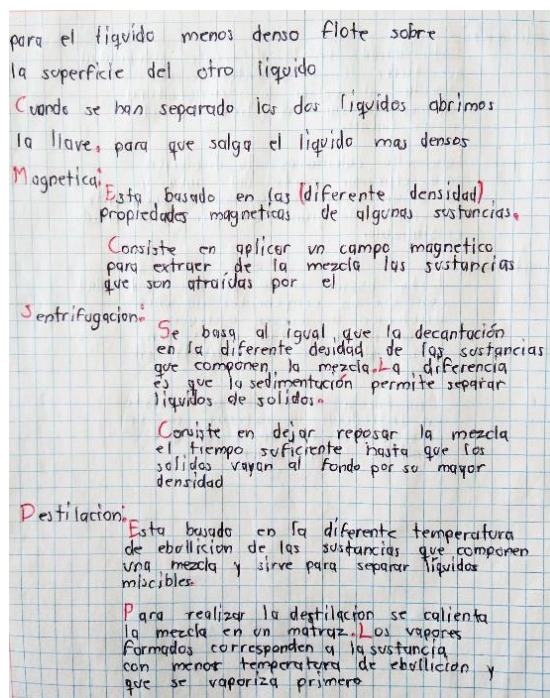 para el liquido menos denso flote sobre
la superficie del otro liquido
Cuando se han separado los dos liquidos abrimos
la llave, para que salga el liquido mas densos
Magnetica:
Esta basado en las (diferente densidad)
propiedades magneticas de algunas sustancias.
Consiste en aplicar un campo magnetico
para extraer de la mezcla las sustancias
que son atraídas por el
Sentrifugacion:
Se basa al igual que la decantación
en la diferente desidad de las sustancias
que componen la mezcla. La diferencia
es que la sedimentación permite separar
liquidos de solidos.
Consiste en dejar reposar la mezcla
el tiempo suficiente hasta que los
solidos vayan al fondo por su mayor
densidad
Destilacion:
Esta basado en la diferente temperatura
de ebullicion de las sustancias que componen
una mezcla y sirve para separar liquidos
miscibles.
Para realizar la destilacion se calienta
la mezcla en un matraz. Los vapores
formados corresponden a la sustancia
con menor temperatura de ebullicion y
que se vaporiza primero